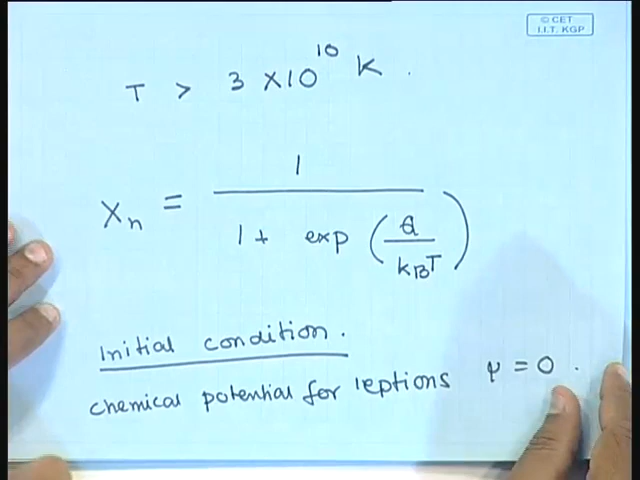 © CET
I.I.T. KGP
T > 3 × 10^10 K.
X_n = 1 / (1 + exp (Q / k_B T))
Initial condition.
chemical potential for leptions μ = 0.